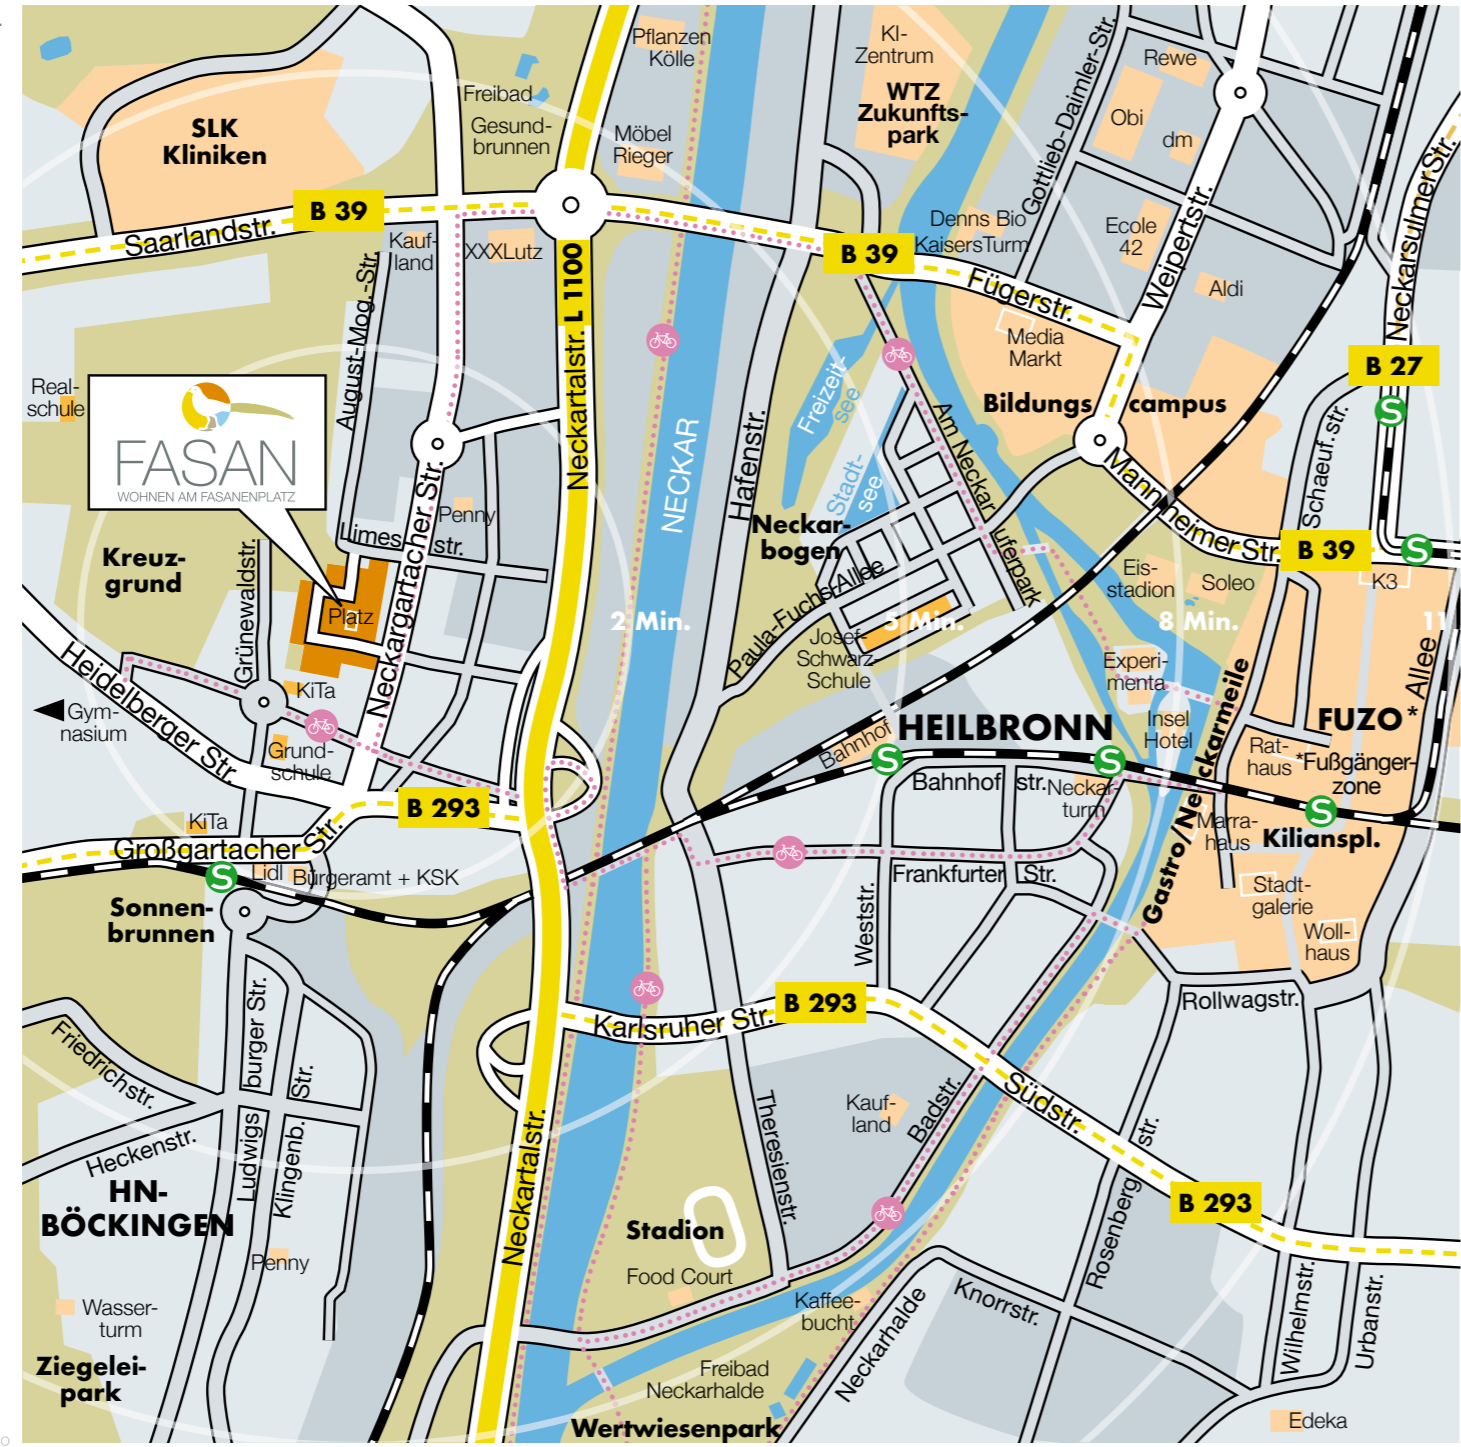 Pflanzen
Kölle
KI-
Zentrum
WTZ
Zukunfts-
park
Gottlieb-Daimler-Str.
Rewe
Obi
dm
Neckarsulmer Str.
SLK
Kliniken
Freibad
Gesund-
brunnen
Möbel
Rieger
B 39
Saarlandstr.
Kauf-
land
XXXLutz
L 1100
B 39
Denns Bio
KaisersTurm
Ecole
42
Weipertstr.
Aldi
Fügerstr.
Media
Markt
August-Mog.-Str.
Neckartalstr.
Real-
schule
FASAN
WOHNEN AM FASANENPLATZ
B 27
Bildungs
campus
Freizeit-
see
Stadt-
see
Am Neckar
uferpark
Schaeuf.str.
Mannheimer Str.
B 39
NECKAR
Hafenstr.
Neckar-
bogen
Penny
Limes
str.
Kreuz-
grund
Grünewaldstr.
Platz
Neckargartacher Str.
Eis-
stadion
Soleo
K3
2 Min.
5 Min.
8 Min.
11
Paula-Fuchs-Allee
Josef-
Schwarz-
Schule
Experi-
menta
Allee
Heidelberger Str.
KiTa
Gym-
nasium
Grund-
schule
Bahnhof
HEILBRONN
Insel
Hotel
FUZO*
Rat-
haus
*Fußgänger-
zone
S
S
S
S
S
S
Bahnhof
str.
Neckar-
turm
Gastro/Neckarmeile
Marra-
haus
Kilianspl.
B 293
KiTa
Großgartacher Str.
Lidl
Bürgeramt + KSK
Frankfurter
Str.
Weststr.
Stadt-
galerie
Woll-
haus
Sonnen-
brunnen
Rollwagstr.
B 293
Karlsruher Str.
Südstr.
Friedrichstr.
Heckenstr.
Ludwigs
burger Str.
Klingenb.
Str.
Theresienstr.
Kauf-
land
Badstr.
Rosenberg
str.
B 293
HN-
BÖCKINGEN
Neckartalstr.
Stadion
Food Court
Penny
Wasser-
turm
Ziegelei-
park
Kaffee-
bucht
Neckarhalde
Knorrstr.
Wilhelmstr.
Urbanstr.
Freibad
Neckarhalde
Wertwiesenpark
Edeka